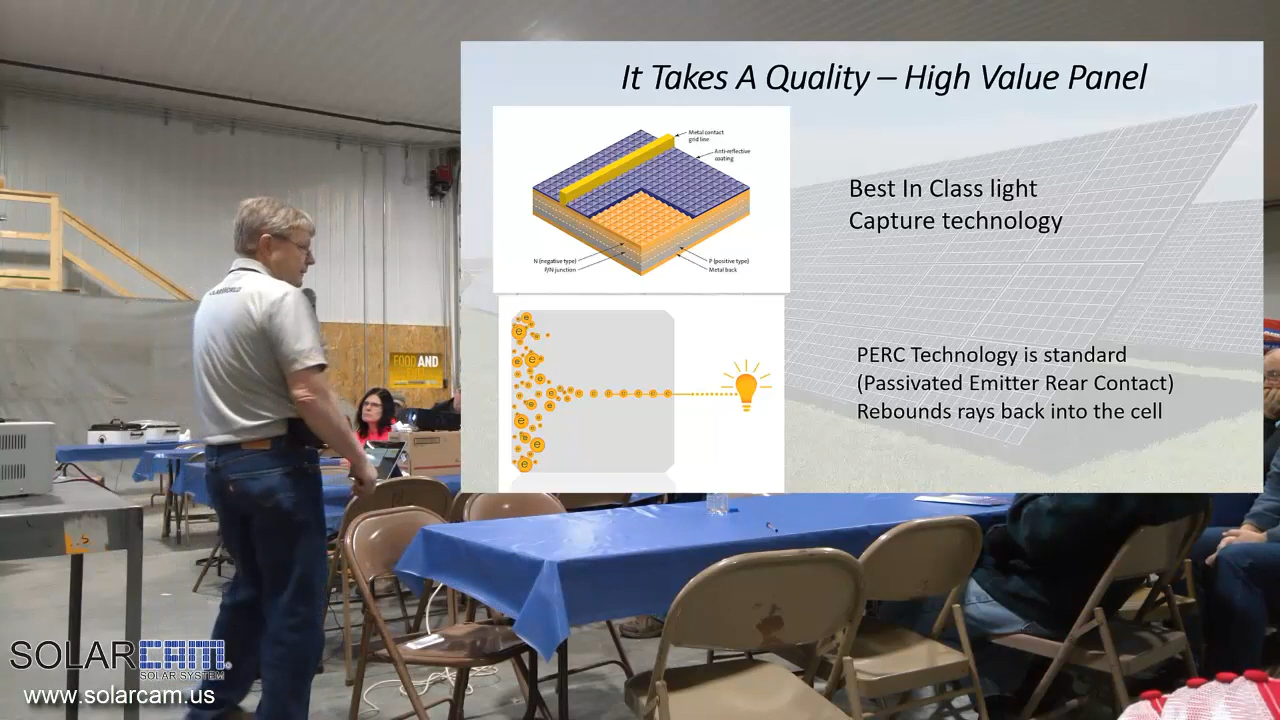 It Takes A Quality – High Value Panel
Metal contact
grid line
Anti-reflective
coating
N (negative type)
P/N junction
P (positive type)
Metal back
Best In Class light
Capture technology
e
e
e
e
e
e
e
e
e
PERC Technology is standard
(Passivated Emitter Rear Contact)
Rebounds rays back into the cell
FOOD AND
SOLARCAM
SOLAR SYSTEM
www.solarcam.us